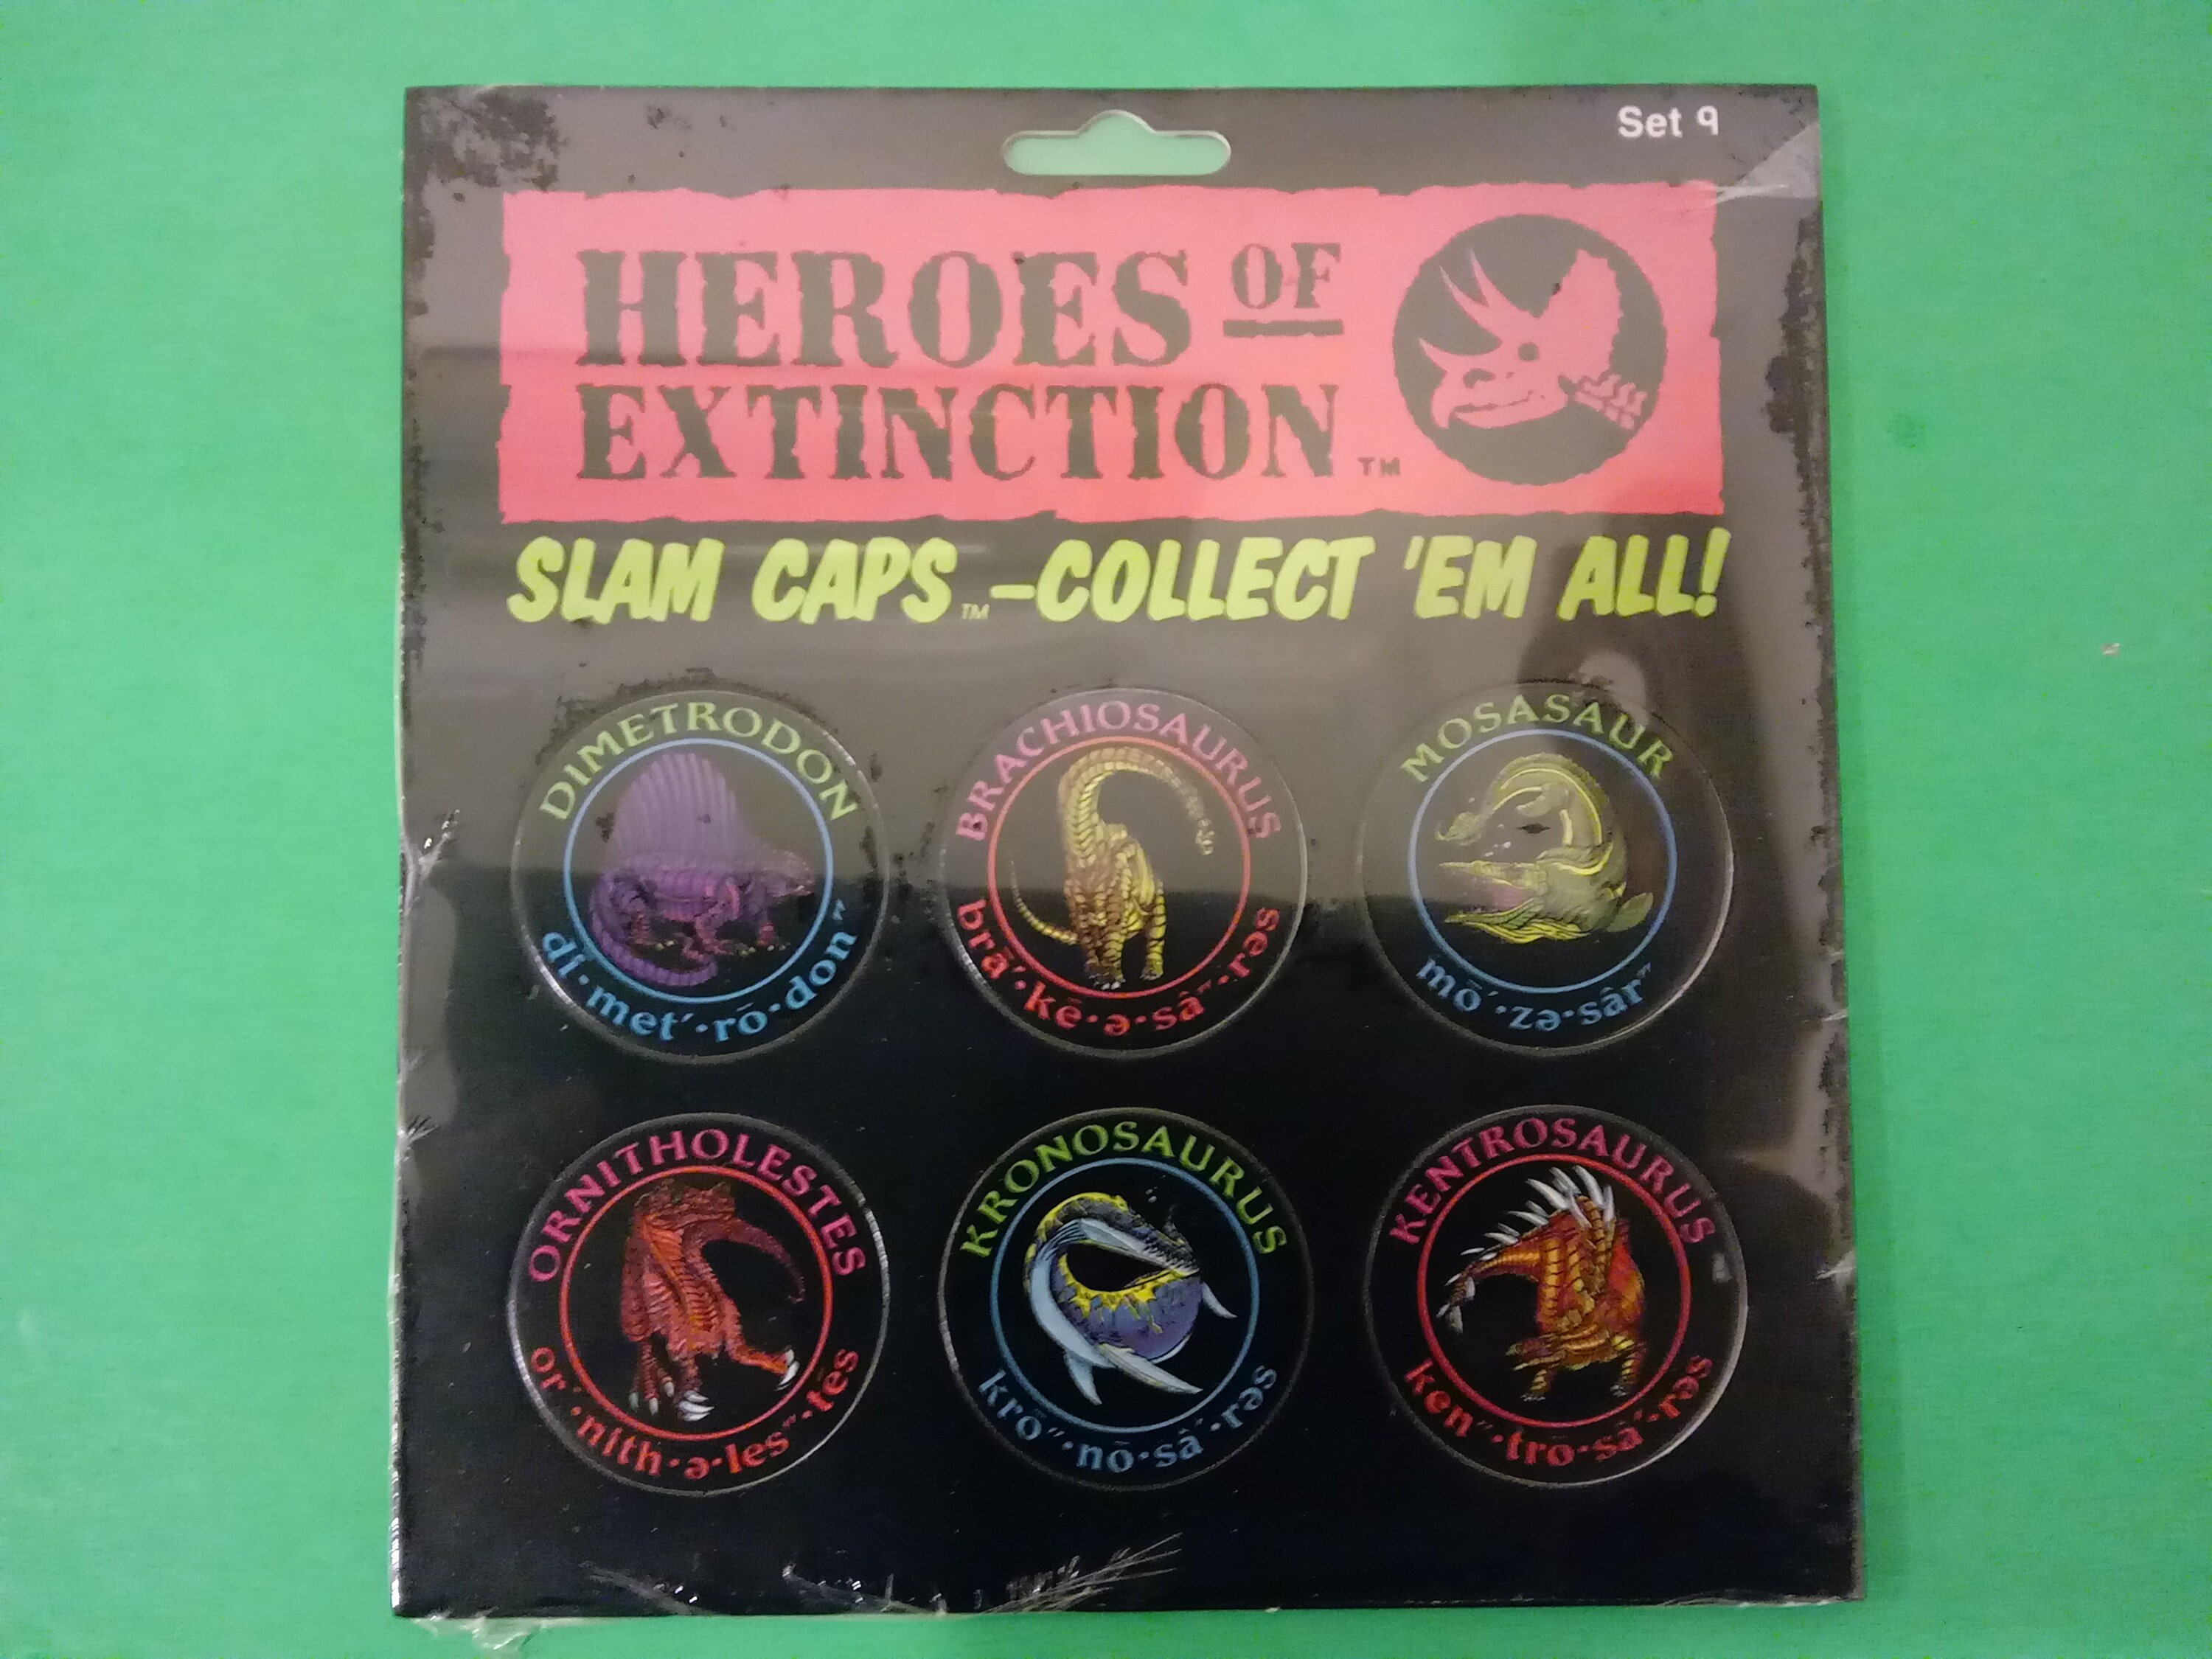 Set 9
HEROES OF
EXTINCTION™
SLAM CAPS™–COLLECT 'EM ALL!
DIMETRODON
dī·met′·rō·don″
BRACHIOSAURUS
brā′·kē·ə·sâ″·rəs
MOSASAUR
mō′·zə·sâr″
ORNITHOLESTES
or′·nith·ə·les″·tēs
KRONOSAURUS
krō″·nō·sâ′·rəs
KENTROSAURUS
ken″·trō·sâ′·rəs